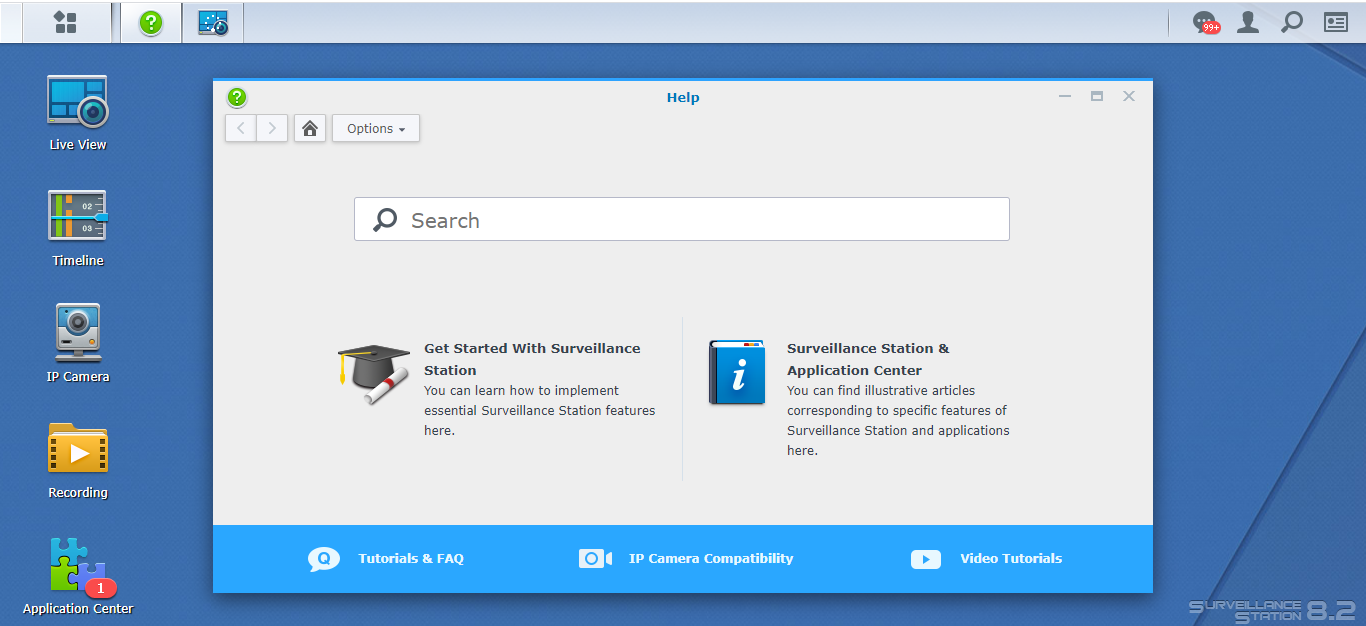 99+
Live View
02
03
Timeline
IP Camera
Recording
1
Application Center
Help
Options
Search
Get Started With Surveillance
Station
You can learn how to implement
essential Surveillance Station features
here.
Surveillance Station &
Application Center
You can find illustrative articles
corresponding to specific features of
Surveillance Station and applications
here.
Tutorials & FAQ
IP Camera Compatibility
Video Tutorials
SURVEILLANCE
STATION 8.2